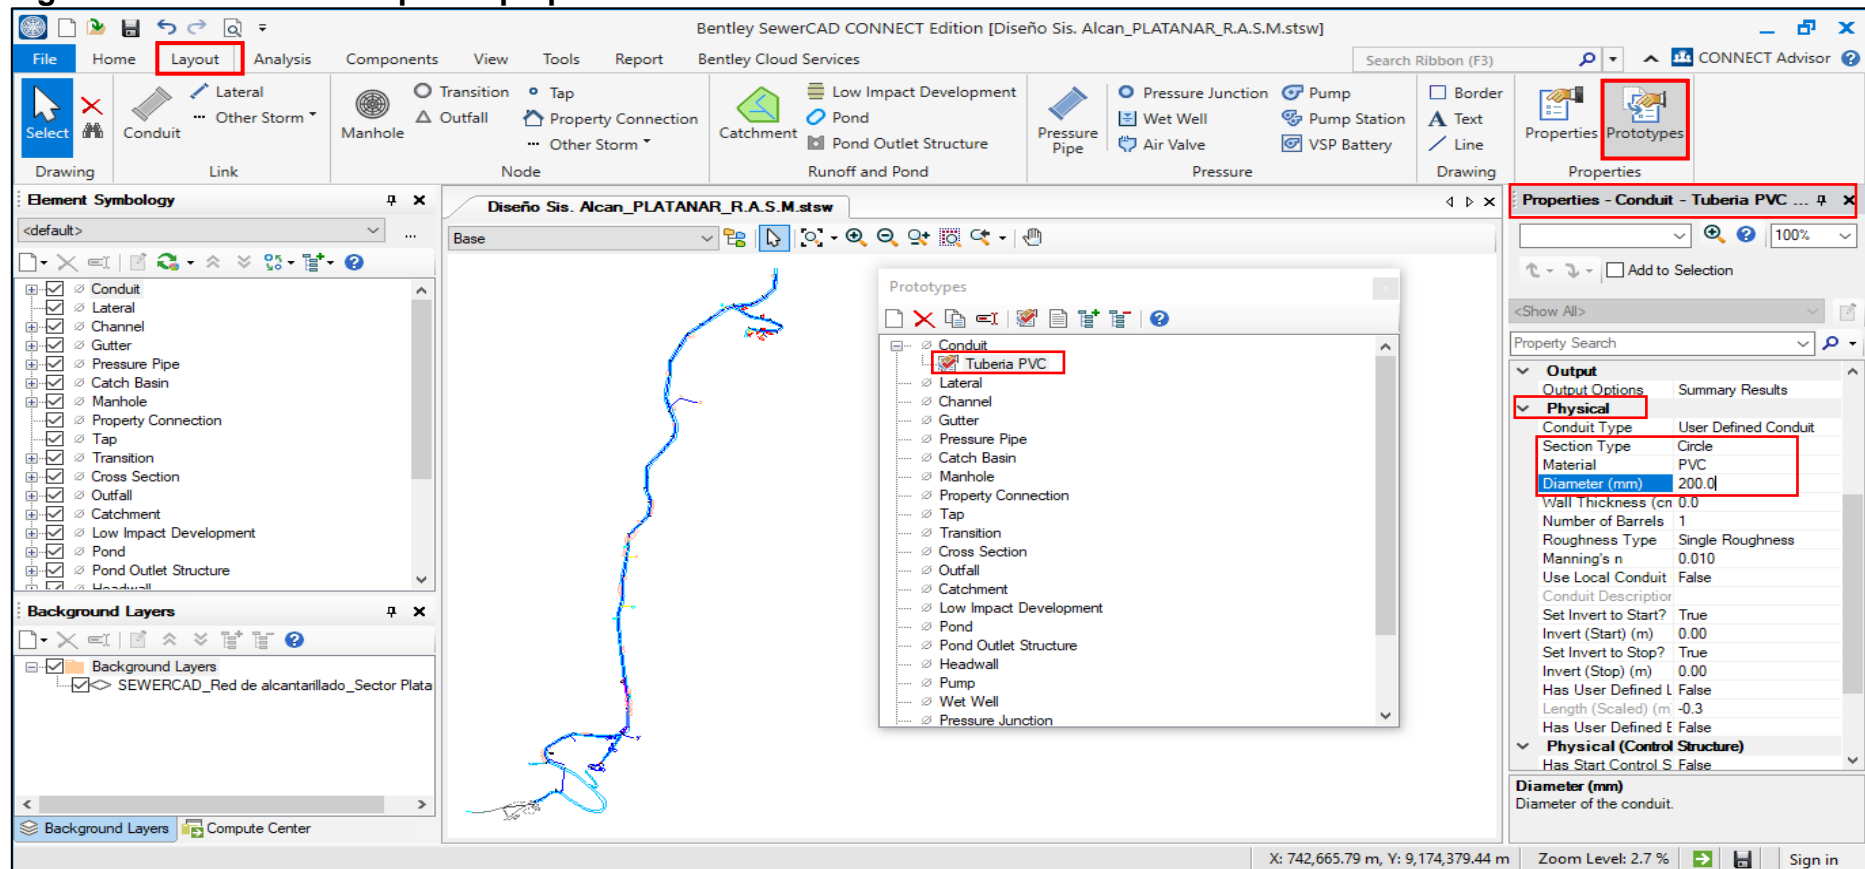 Bentley SewerCAD CONNECT Edition [Diseño Sis. Alcan_PLATANAR_R.A.S.M.stsw]
File Home Layout Analysis Components View Tools Report Bentley Cloud Services Search Ribbon (F3) CONNECT Advisor
Select
Drawing
Conduit
Lateral
Other Storm
Link
Manhole
Transition
Outfall
Tap
Property Connection
Other Storm
Node
Catchment
Low Impact Development
Pond
Pond Outlet Structure
Runoff and Pond
Pressure Pipe
Pressure Junction
Wet Well
Air Valve
Pump
Pump Station
VSP Battery
Pressure
Border
Text
Line
Drawing
Properties
Prototypes
Properties
Element Symbology
<default>
...
Conduit
Lateral
Channel
Gutter
Pressure Pipe
Catch Basin
Manhole
Property Connection
Tap
Transition
Cross Section
Outfall
Catchment
Low Impact Development
Pond
Pond Outlet Structure
Headwall
Background Layers
Background Layers
SEWERCAD_Red de alcantarillado_Sector Plata
Background Layers Compute Center
Diseño Sis. Alcan_PLATANAR_R.A.S.M.stsw
Base
Prototypes
Conduit
Tuberia PVC
Lateral
Channel
Gutter
Pressure Pipe
Catch Basin
Manhole
Property Connection
Tap
Transition
Cross Section
Outfall
Catchment
Low Impact Development
Pond
Pond Outlet Structure
Headwall
Pump
Wet Well
Pressure Junction
Properties - Conduit - Tuberia PVC ...
100%
Add to Selection
<Show All>
Property Search
Output
Output Options Summary Results
Physical
Conduit Type User Defined Conduit
Section Type Circle
Material PVC
Diameter (mm) 200.0
Wall Thickness (cm 0.0
Number of Barrels 1
Roughness Type Single Roughness
Manning's n 0.010
Use Local Conduit False
Conduit Description
Set Invert to Start? True
Invert (Start) (m) 0.00
Set Invert to Stop? True
Invert (Stop) (m) 0.00
Has User Defined L False
Length (Scaled) (m -0.3
Has User Defined E False
Physical (Control Structure)
Has Start Control S False
Diameter (mm)
Diameter of the conduit.
X: 742,665.79 m, Y: 9,174,379.44 m Zoom Level: 2.7 % Sign in